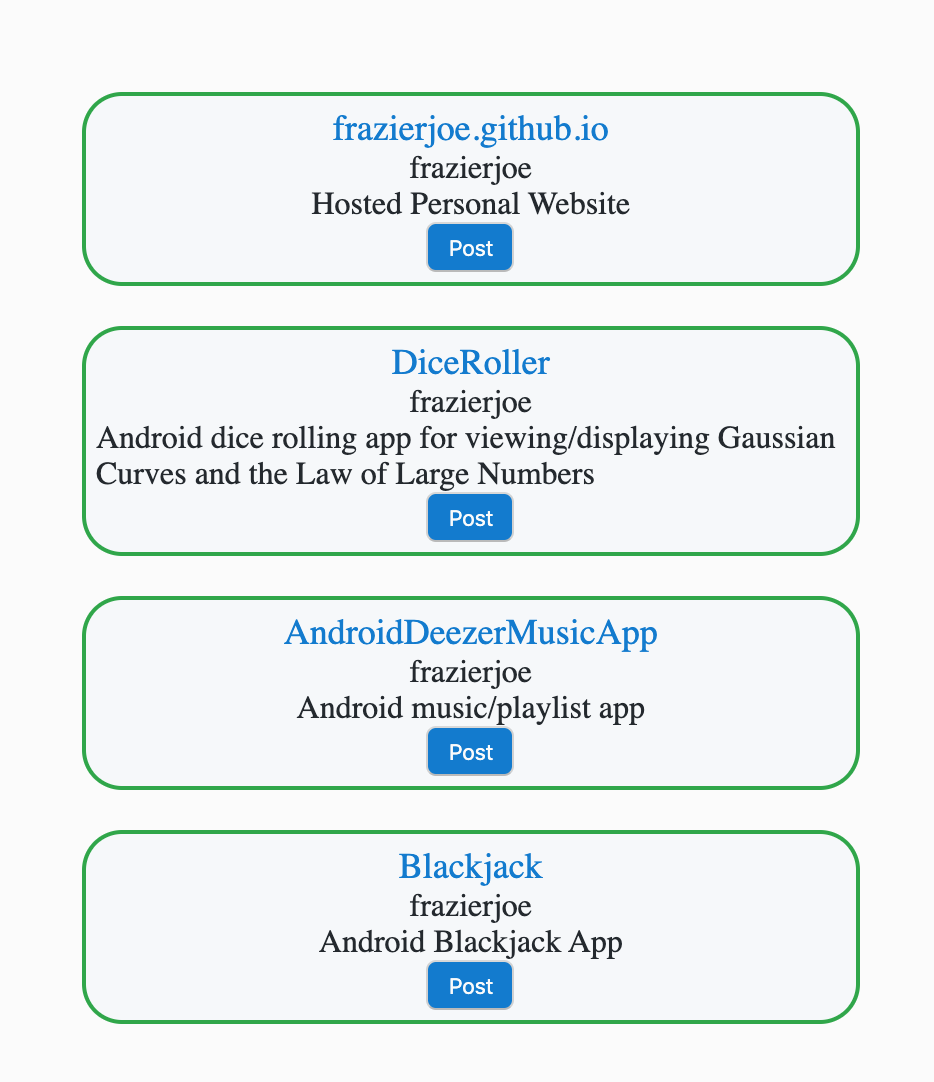 frazierjoe.github.io
frazierjoe
Hosted Personal Website
Post
DiceRoller
frazierjoe
Android dice rolling app for viewing/displaying Gaussian
Curves and the Law of Large Numbers
Post
AndroidDeezerMusicApp
frazierjoe
Android music/playlist app
Post
Blackjack
frazierjoe
Android Blackjack App
Post